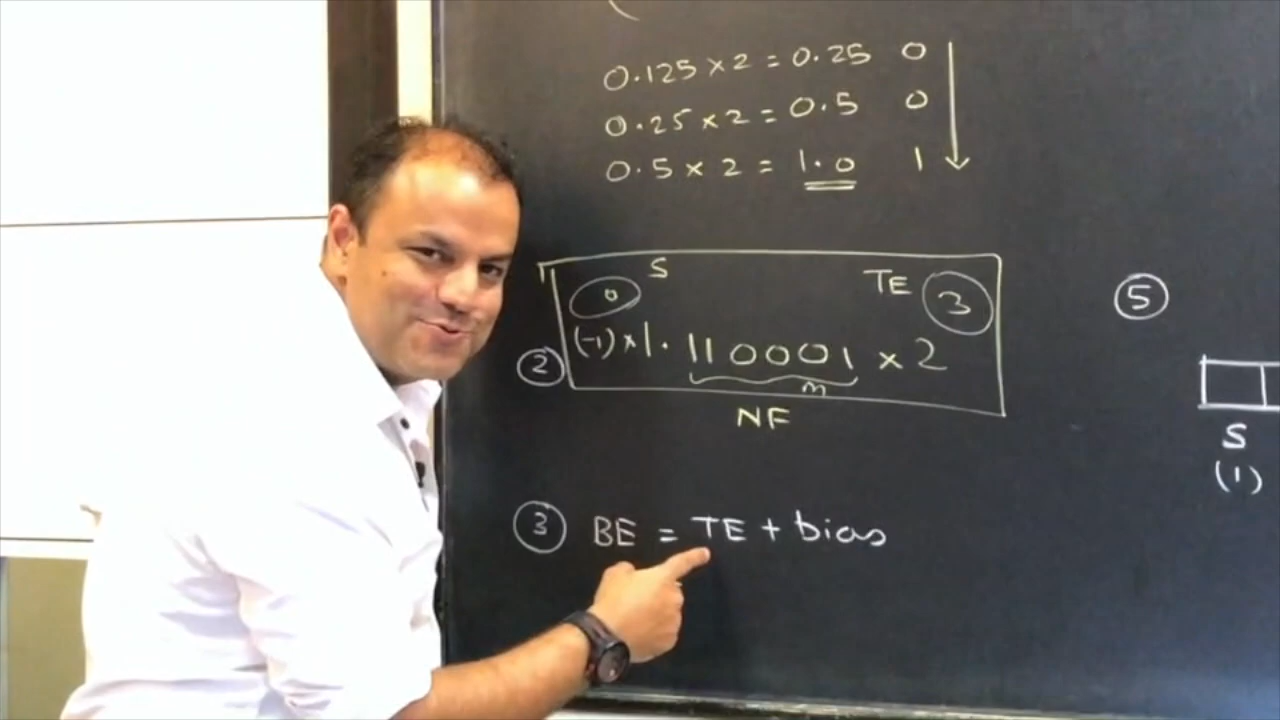 0.125 × 2 = 0.25 0
0.25 × 2 = 0.5 0
0.5 × 2 = 1.0 1
0 S TE 3
② (-1) × 1.110001 × 2
m
NF
③ BE = TE + bias
⑤
S
(1)